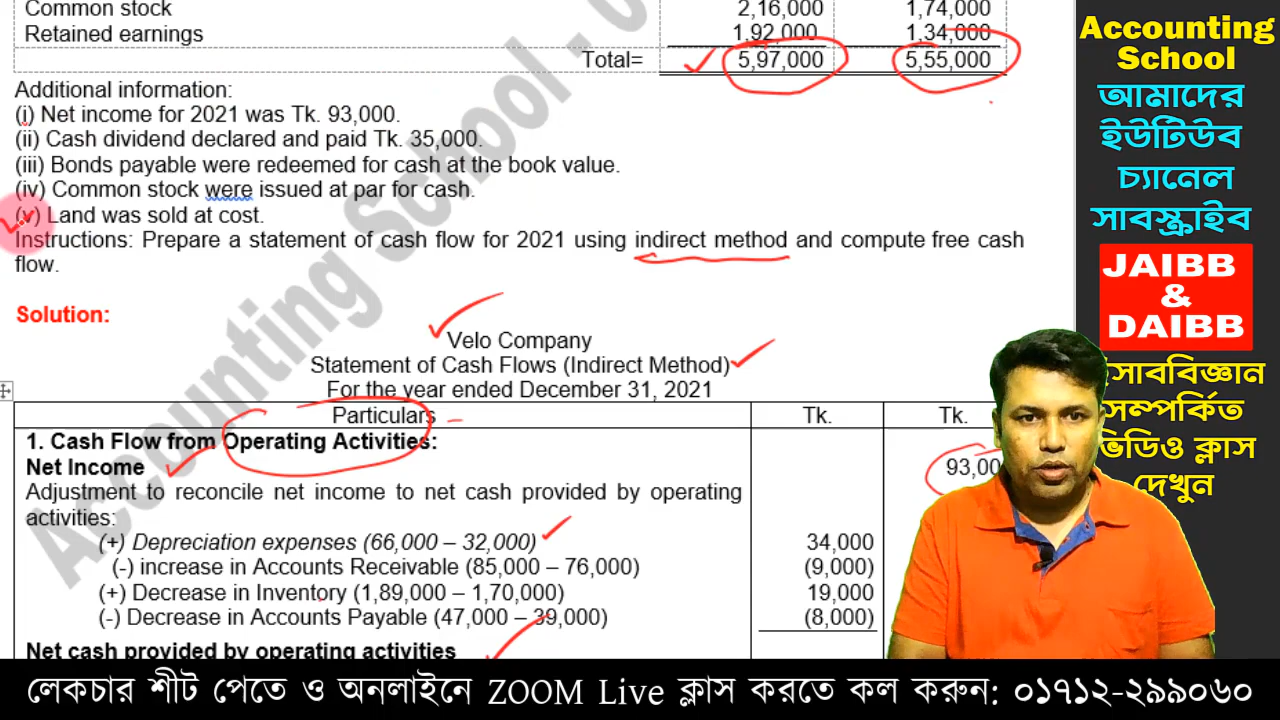 Common stock 2,16,000 1,74,000
Retained earnings 1,92,000 1,34,000
Total= 5,97,000 5,55,000
Additional information:
(i) Net income for 2021 was Tk. 93,000.
(ii) Cash dividend declared and paid Tk. 35,000.
(iii) Bonds payable were redeemed for cash at the book value.
(iv) Common stock were issued at par for cash.
(v) Land was sold at cost.
Instructions: Prepare a statement of cash flow for 2021 using indirect method and compute free cash
flow.
Solution:
Velo Company
Statement of Cash Flows (Indirect Method)
For the year ended December 31, 2021
Particulars Tk. Tk.
1. Cash Flow from Operating Activities:
Net Income 93,00
Adjustment to reconcile net income to net cash provided by operating
activities:
(+) Depreciation expenses (66,000 – 32,000) 34,000
(-) increase in Accounts Receivable (85,000 – 76,000) (9,000)
(+) Decrease in Inventory (1,89,000 – 1,70,000) 19,000
(-) Decrease in Accounts Payable (47,000 – 39,000) (8,000)
Net cash provided by operating activities
Accounting School - 0
Accounting
School
আমাদের
ইউটিউব
চ্যানেল
সাবস্ক্রাইব
JAIBB
&
DAIBB
হিসাববিজ্ঞান
সম্পর্কিত
ভিডিও ক্লাস
দেখুন
লেকচার শীট পেতে ও অনলাইনে ZOOM Live ক্লাস করতে কল করুন: ০১৭১২-২৯৯০৬০